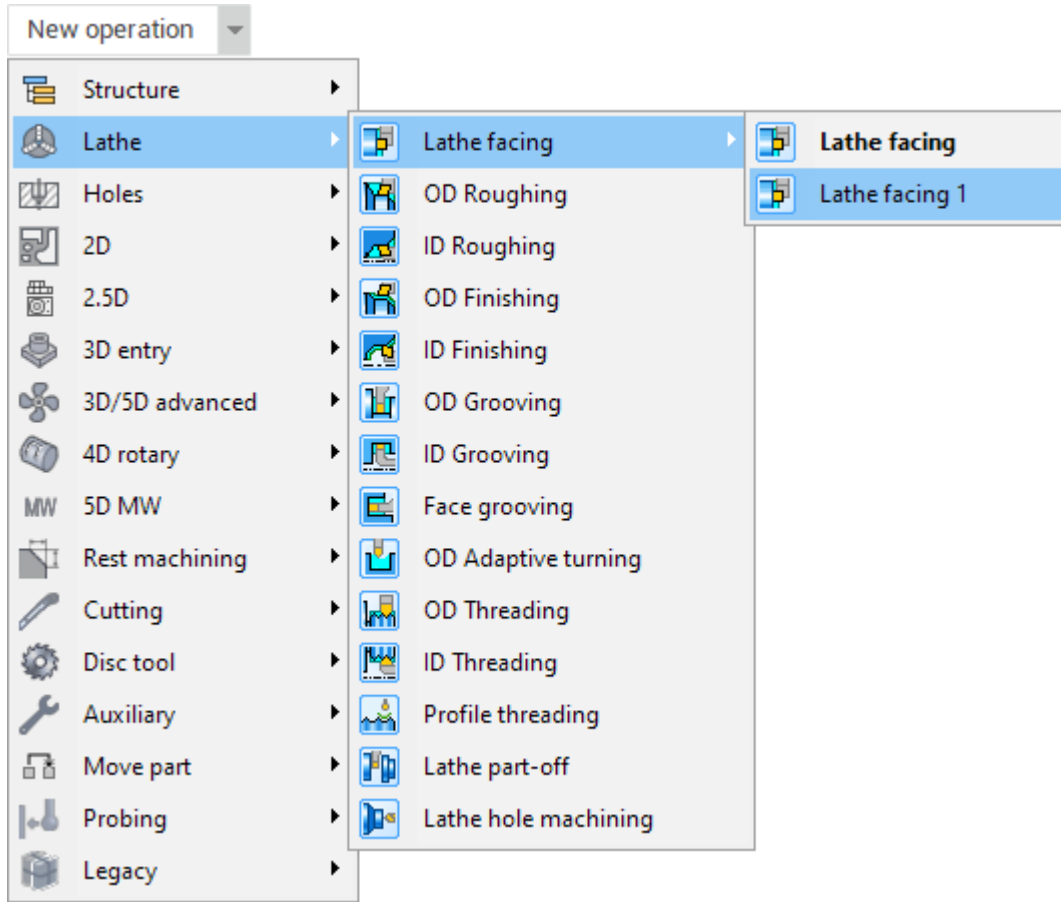 New operation
Structure
Lathe
Holes
2D
2.5D
3D entry
3D/5D advanced
4D rotary
MW 5D MW
Rest machining
Cutting
Disc tool
Auxiliary
Move part
Probing
Legacy
Lathe facing
OD Roughing
ID Roughing
OD Finishing
ID Finishing
OD Grooving
ID Grooving
Face grooving
OD Adaptive turning
OD Threading
ID Threading
Profile threading
Lathe part-off
Lathe hole machining
Lathe facing
Lathe facing 1